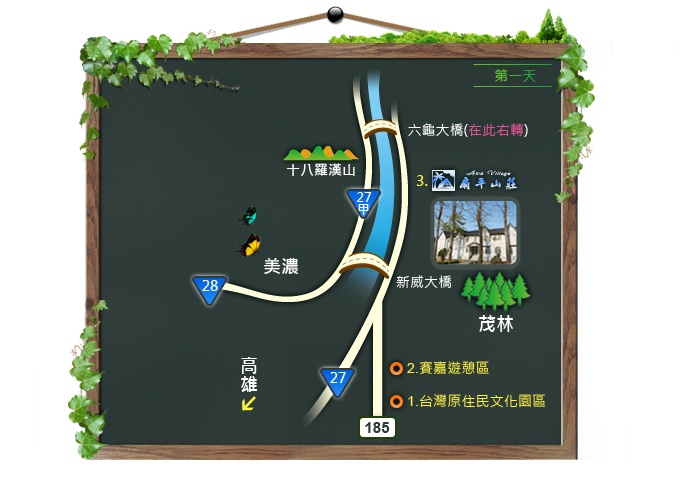 第一天
六龜大橋(在此右轉)
十八羅漢山
3. Asia Village
扇平山莊
27
甲
美濃
28
新威大橋
茂林
高雄
27
2.賽嘉遊憩區
1.台灣原住民文化園區
185